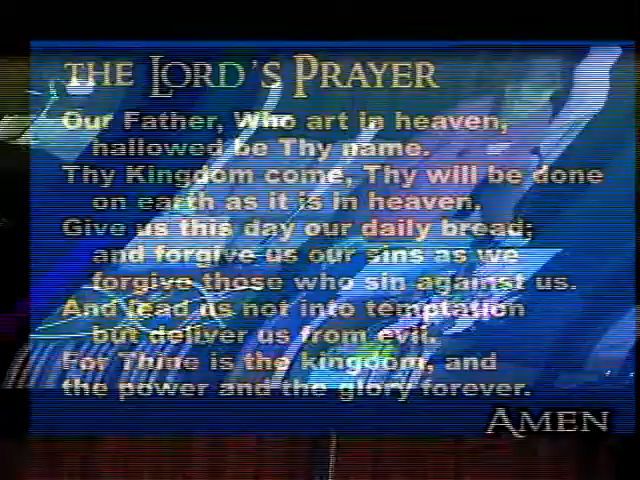 THE LORD'S PRAYER
Our Father, Who art in heaven,
hallowed be Thy name.
Thy Kingdom come, Thy will be done
on earth as it is in heaven.
Give us this day our daily bread;
and forgive us our sins as we
forgive those who sin against us.
And lead us not into temptation
but deliver us from evil.
For Thine is the kingdom, and
the power and the glory forever.
AMEN